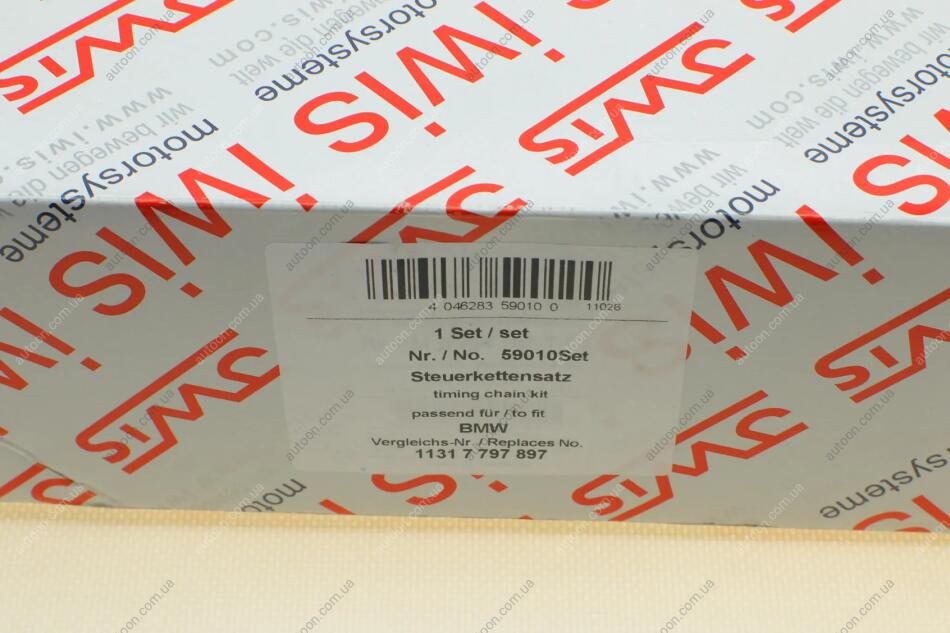 JWIS
iwis
motorsysteme
wir bewegen die welt
www.iwis.com
4 046283 59010 0 11028
1 Set / set
Nr. / No. 59010Set
Steuerkettensatz
timing chain kit
passend für / to fit
BMW
Vergleichs-Nr. / Replaces No.
1131 7 797 897
autoon.com.ua